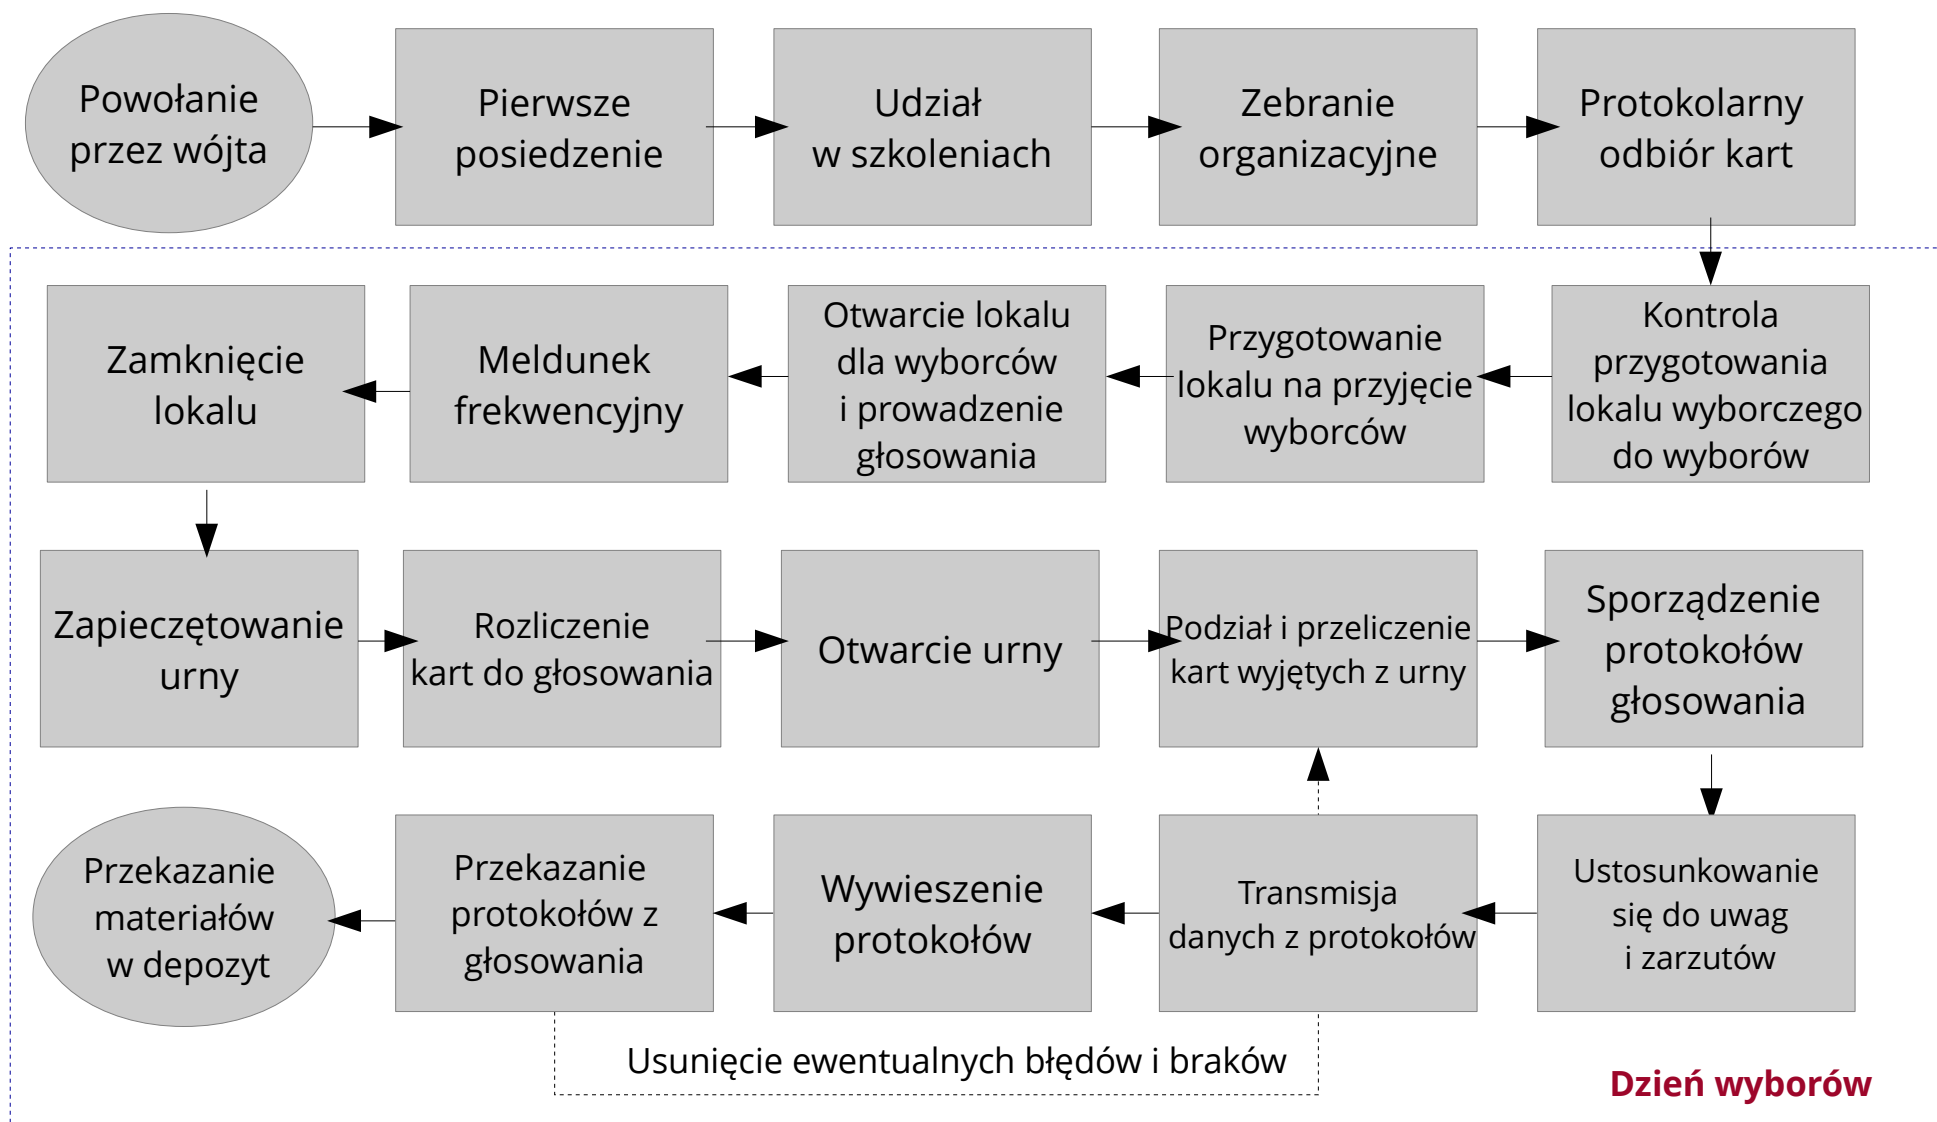 Powołanie
przez wójta
Pierwsze
posiedzenie
Udział
w szkoleniach
Zebranie
organizacyjne
Protokolarny
odbiór kart
Kontrola
przygotowania
lokalu wyborczego
do wyborów
Przygotowanie
lokalu na przyjęcie
wyborców
Otwarcie lokalu
dla wyborców
i prowadzenie
głosowania
Meldunek
frekwencyjny
Zamknięcie
lokalu
Zapieczętowanie
urny
Rozliczenie
kart do głosowania
Otwarcie urny
Podział i przeliczenie
kart wyjętych z urny
Sporządzenie
protokołów
głosowania
Ustosunkowanie
się do uwag
i zarzutów
Transmisja
danych z protokołów
Wywieszenie
protokołów
Przekazanie
protokołów z
głosowania
Przekazanie
materiałów
w depozyt
Usunięcie ewentualnych błędów i braków
Dzień wyborów